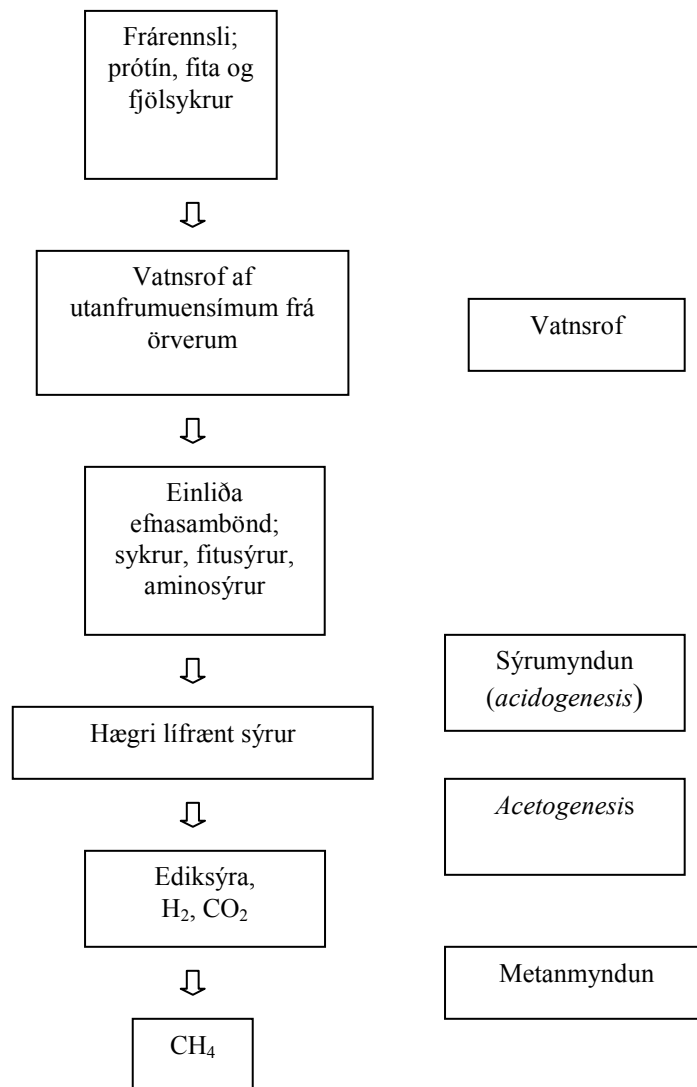 Frárennsli;
prótín, fita og
fjölsykrur
Vatnsrof af
utanfrumuensímum frá
örverum
Vatnsrof
Einliða
efnasambönd;
sykrur, fitusýrur,
aminosýrur
Sýrumyndun
(acidogenesis)
Hægri lífrænt sýrur
Acetogenesis
Ediksýra,
H₂, CO₂
Metanmyndun
CH₄